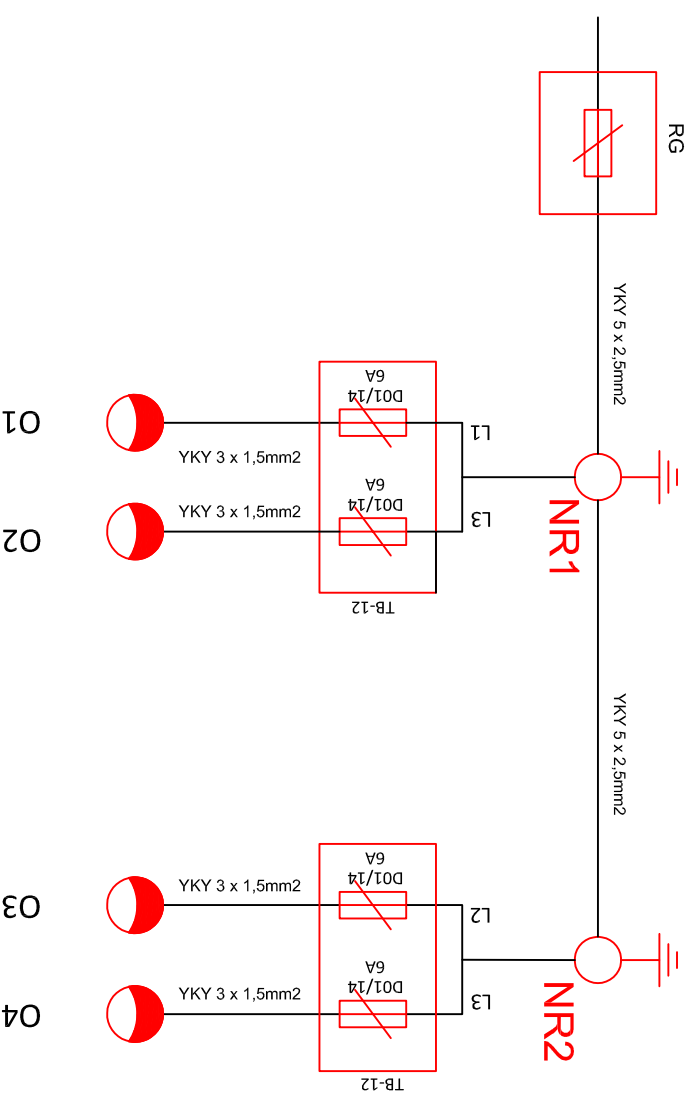 RG
YKY 5 x 2,5mm2
6A
D01/14
L1
O1
YKY 3 x 1,5mm2
6A
D01/14
YKY 3 x 1,5mm2
L3
O2
NR1
TB-12
YKY 5 x 2,5mm2
6A
D01/14
YKY 3 x 1,5mm2
O3
L2
6A
D01/14
YKY 3 x 1,5mm2
L3
O4
NR2
TB-12